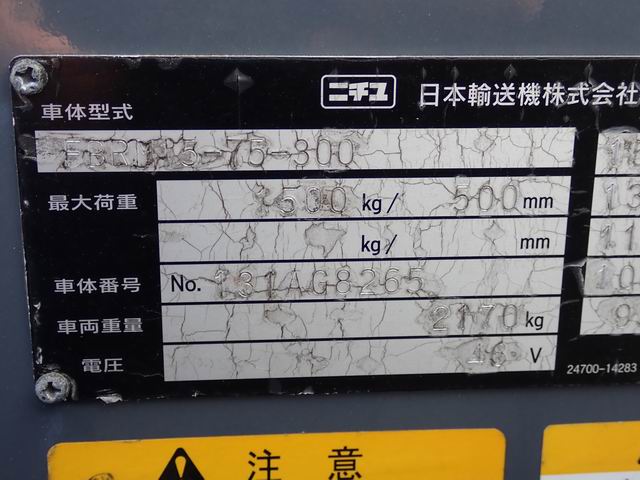 ニチユ 日本輸送機株式会社
車体型式
-75-300
最大荷重 500 kg/ 500 mm
kg/ mm
車体番号 No. 131AG8265
車両重量 2170 kg
電圧 V
24700-14283
注意